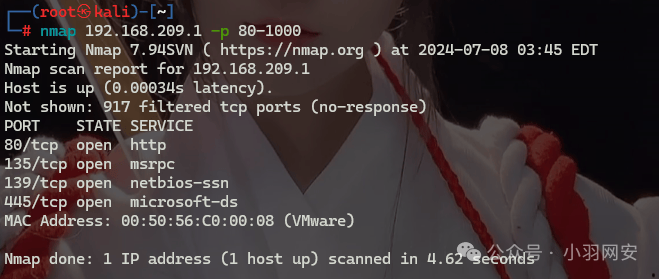 ┌──(root㉿kali)-[~]
└─# nmap 192.168.209.1 -p 80-1000
Starting Nmap 7.94SVN ( https://nmap.org ) at 2024-07-08 03:45 EDT
Nmap scan report for 192.168.209.1
Host is up (0.00034s latency).
Not shown: 917 filtered tcp ports (no-response)
PORT    STATE SERVICE
80/tcp  open  http
135/tcp open  msrpc
139/tcp open  netbios-ssn
445/tcp open  microsoft-ds
MAC Address: 00:50:56:C0:00:08 (VMware)
Nmap done: 1 IP address (1 host up) scanned in 4.62 seconds
公众号 · 小羽网安